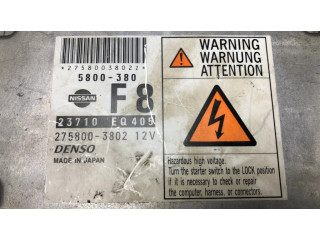 *2758003802z*
5800-380
NISSAN
F8
23710 EQ405
275800-3802 12V
DENSO
MADE IN JAPAN
WARNING
WARNUNG
ATTENTION
Hazardous high voltage.
Turn the starter switch to the LOCK position
if it is necessary to check or repair
the computer, harness, or connectors.